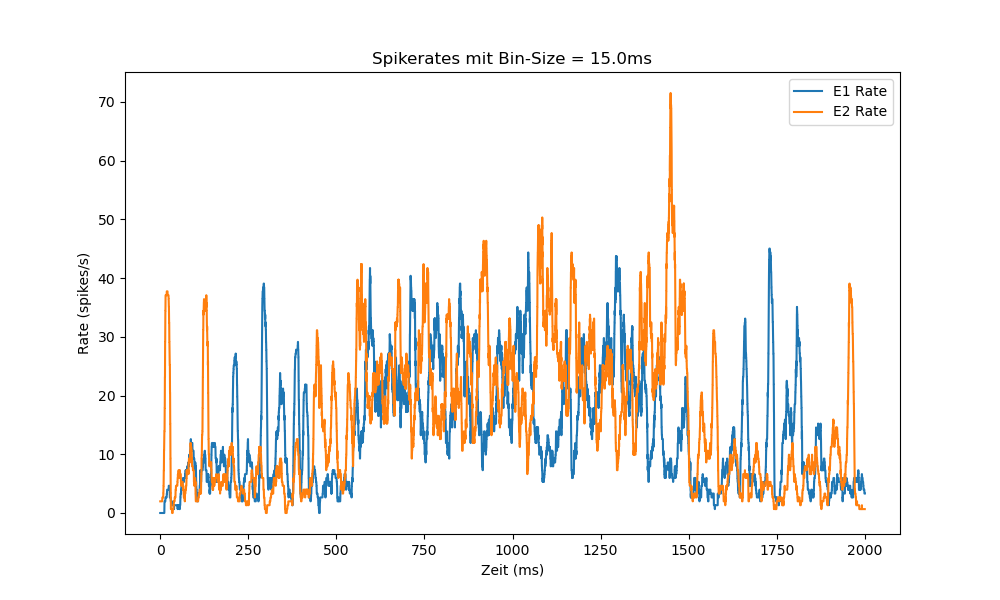 Spikerates mit Bin-Size = 15.0ms
E1 Rate
E2 Rate
70
60
50
40
30
20
10
0
Rate (spikes/s)
0 250 500 750 1000 1250 1500 1750 2000
Zeit (ms)